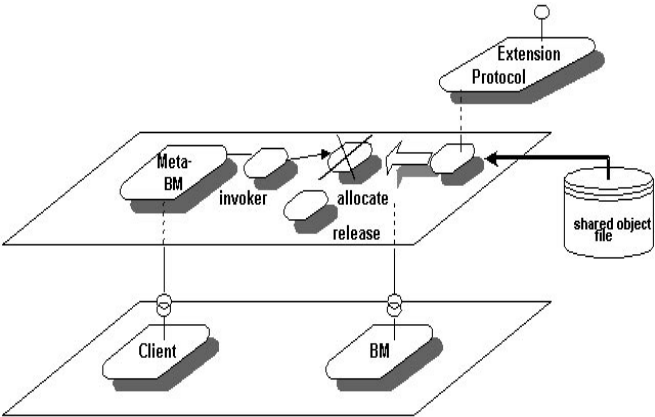 Extension
Protocol
Meta-
BM
invoker
allocate
release
shared object
file
Client
BM